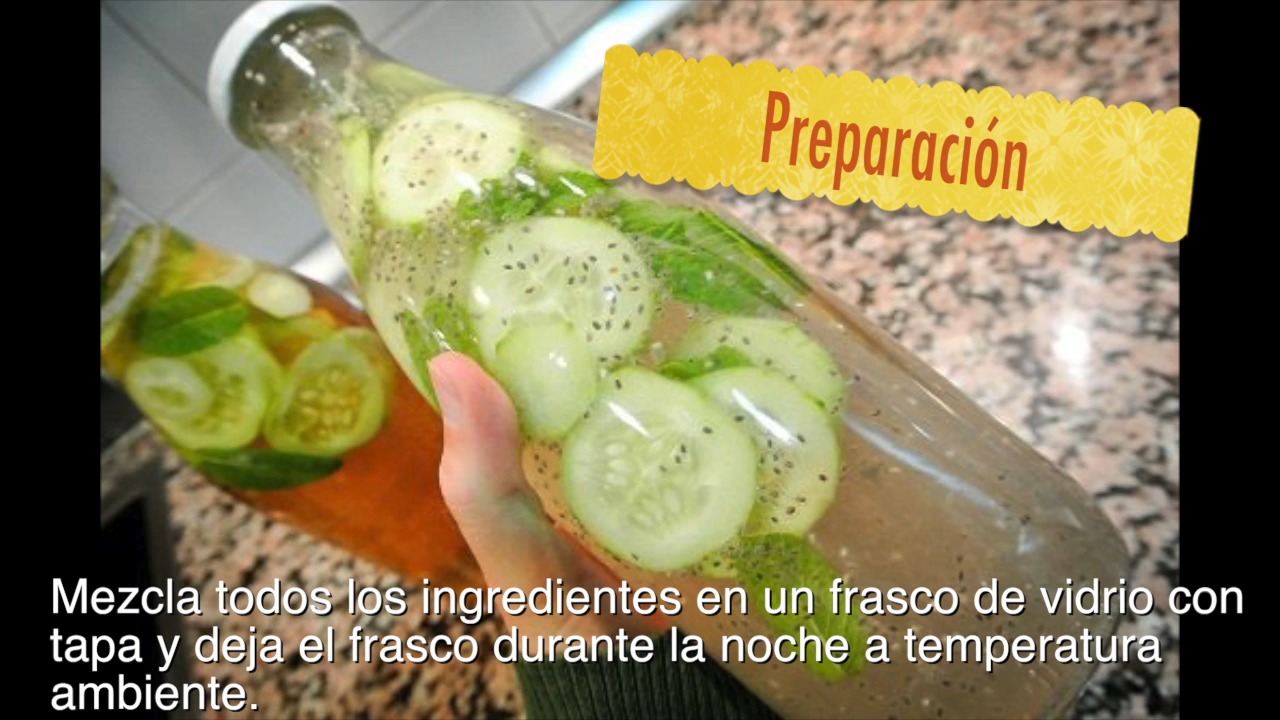 Preparación
Mezcla todos los ingredientes en un frasco de vidrio con
tapa y deja el frasco durante la noche a temperatura
ambiente.